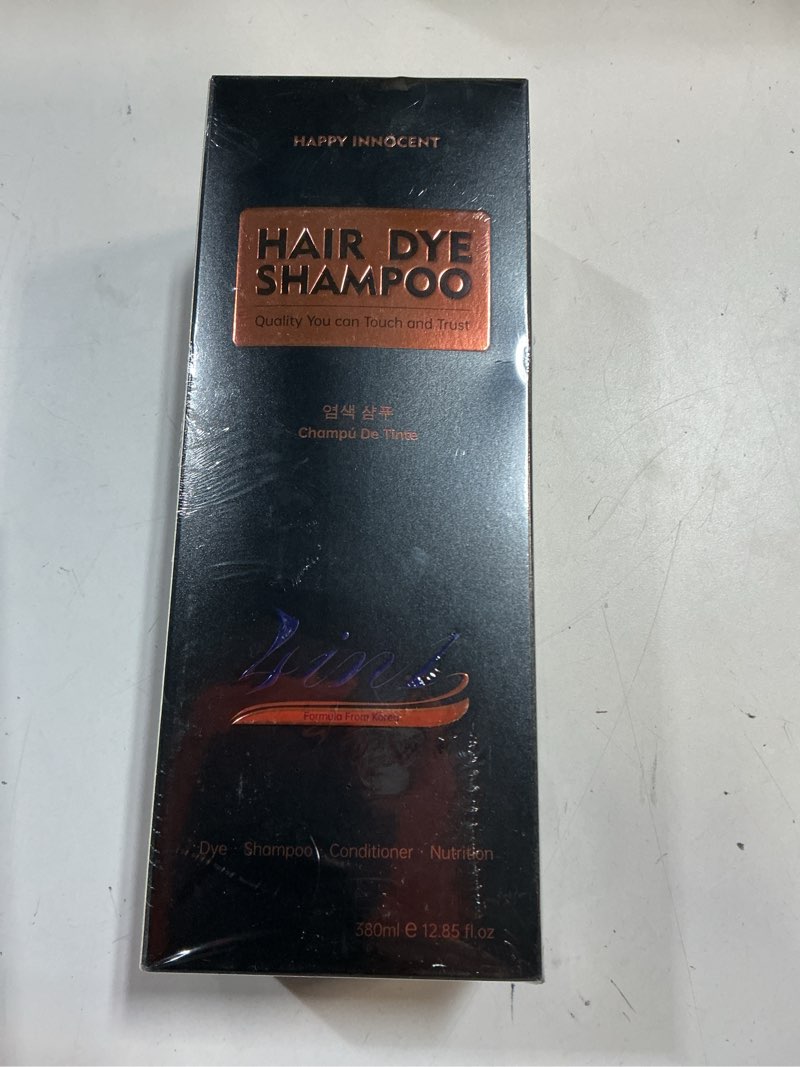 HAPPY INNOCENT
HAIR DYE
SHAMPOO
Quality You can Touch and Trust
염색 샴푸
Champú De Tinte
4in1
Formula From Korea
Dye · Shampoo · Conditioner · Nutrition
380ml e 12.85 fl.oz